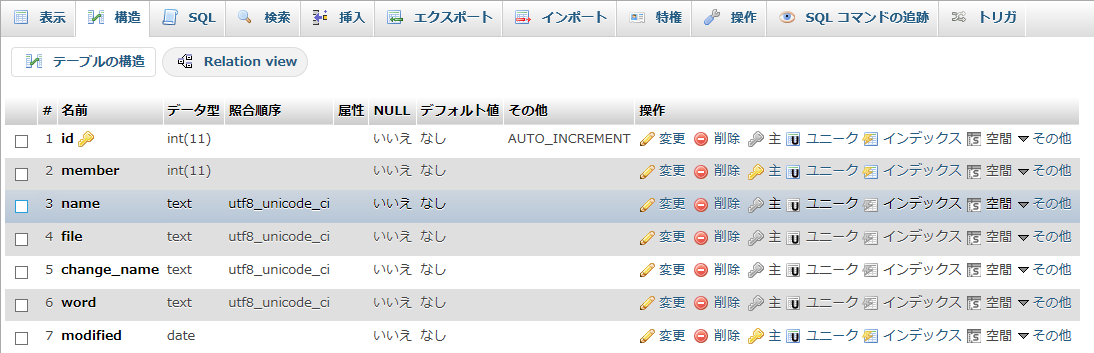 表示 構造 SQL 検索 挿入 エクスポート インポート 特権 操作 SQL コマンドの追跡 トリガ
テーブルの構造 Relation view
# 名前 データ型 照合順序 属性 NULL デフォルト値 その他 操作
1 id int(11) いいえ なし AUTO_INCREMENT 変更 削除 主 U ユニーク インデックス S 空間 その他
2 member int(11) いいえ なし 変更 削除 主 U ユニーク インデックス S 空間 その他
3 name text utf8_unicode_ci いいえ なし 変更 削除 主 U ユニーク インデックス S 空間 その他
4 file text utf8_unicode_ci いいえ なし 変更 削除 主 U ユニーク インデックス S 空間 その他
5 change_name text utf8_unicode_ci いいえ なし 変更 削除 主 U ユニーク インデックス S 空間 その他
6 word text utf8_unicode_ci いいえ なし 変更 削除 主 U ユニーク インデックス S 空間 その他
7 modified date いいえ なし 変更 削除 主 U ユニーク インデックス S 空間 その他